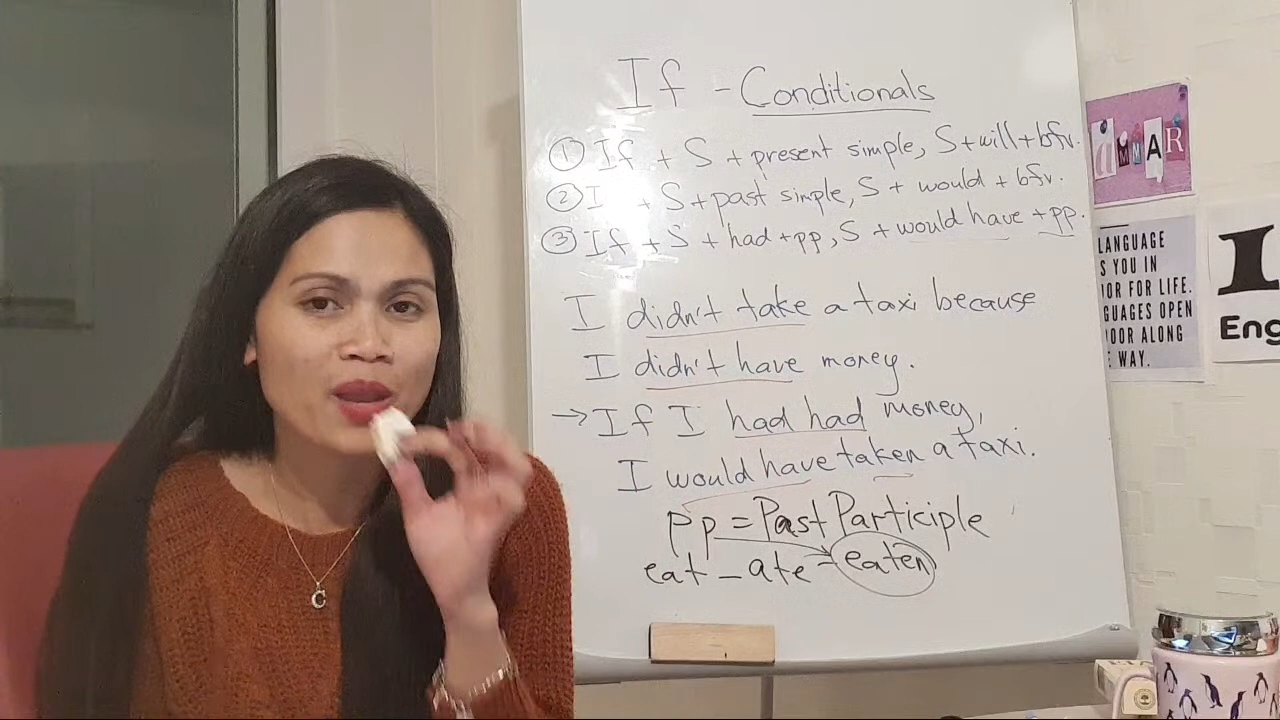 If - Conditionals
① If + S + present simple, S + will + bfv.
② I + S + past simple, S + would + bfv.
③ If + S + had + pp, S + would have + pp.
I didn't take a taxi because
I didn't have money.
→ If I had had money,
I would have taken a taxi.
pp = Past Participle
eat - ate - eaten
AMMAR
LANGUAGE
S YOU IN
OR FOR LIFE.
GUAGES OPEN
OOR ALONG
E WAY.
I
Eng
C